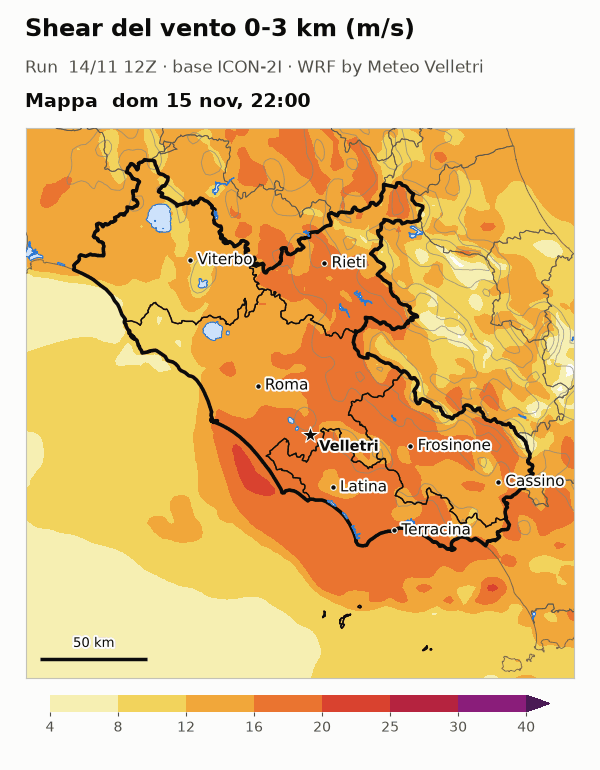 Shear del vento 0-3 km (m/s)
Run  14/11 12Z · base ICON-2I · WRF by Meteo Velletri
Mappa  dom 15 nov, 22:00
Viterbo
Rieti
Roma
Velletri
Frosinone
Latina
Cassino
Terracina
50 km
4 8 12 16 20 25 30 40